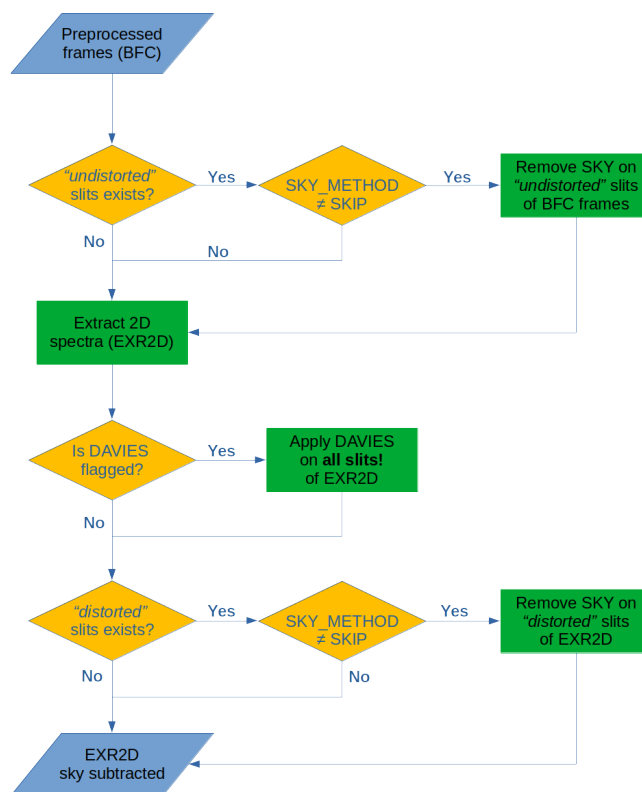 Preprocessed
frames (BFC)
“undistorted”
slits exists?
Yes
SKY_METHOD
≠ SKIP
Yes
Remove SKY on
“undistorted” slits
of BFC frames
No
No
Extract 2D
spectra (EXR2D)
Is DAVIES
flagged?
Yes
Apply DAVIES
on all slits!
of EXR2D
No
“distorted”
slits exists?
Yes
SKY_METHOD
≠ SKIP
Yes
Remove SKY on
“distorted” slits
of EXR2D
No
No
EXR2D
sky subtracted